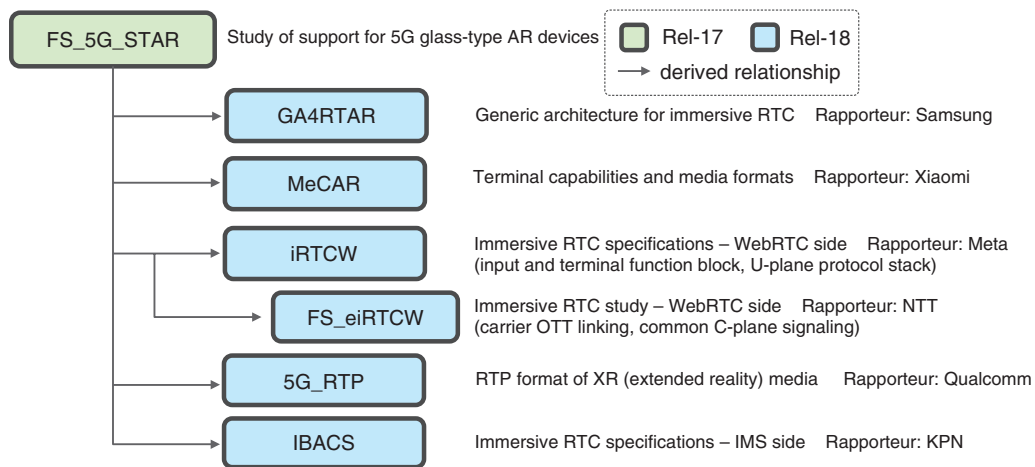 FS_5G_STAR
Study of support for 5G glass-type AR devices
Rel-17 Rel-18
derived relationship
GA4RTAR
Generic architecture for immersive RTC Rapporteur: Samsung
MeCAR
Terminal capabilities and media formats Rapporteur: Xiaomi
iRTCW
Immersive RTC specifications – WebRTC side Rapporteur: Meta
(input and terminal function block, U-plane protocol stack)
FS_eiRTCW
Immersive RTC study – WebRTC side Rapporteur: NTT
(carrier OTT linking, common C-plane signaling)
5G_RTP
RTP format of XR (extended reality) media Rapporteur: Qualcomm
IBACS
Immersive RTC specifications – IMS side Rapporteur: KPN